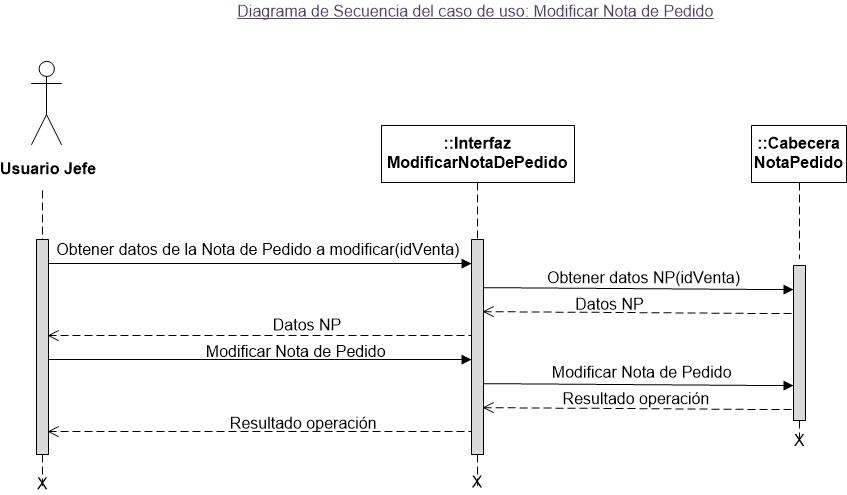 Diagrama de Secuencia del caso de uso: Modificar Nota de Pedido
Usuario Jefe
::Interfaz
ModificarNotaDePedido
::Cabecera
NotaPedido
Obtener datos de la Nota de Pedido a modificar(idVenta)
Obtener datos NP(idVenta)
Datos NP
Datos NP
Modificar Nota de Pedido
Modificar Nota de Pedido
Resultado operación
Resultado operación
X
X
X